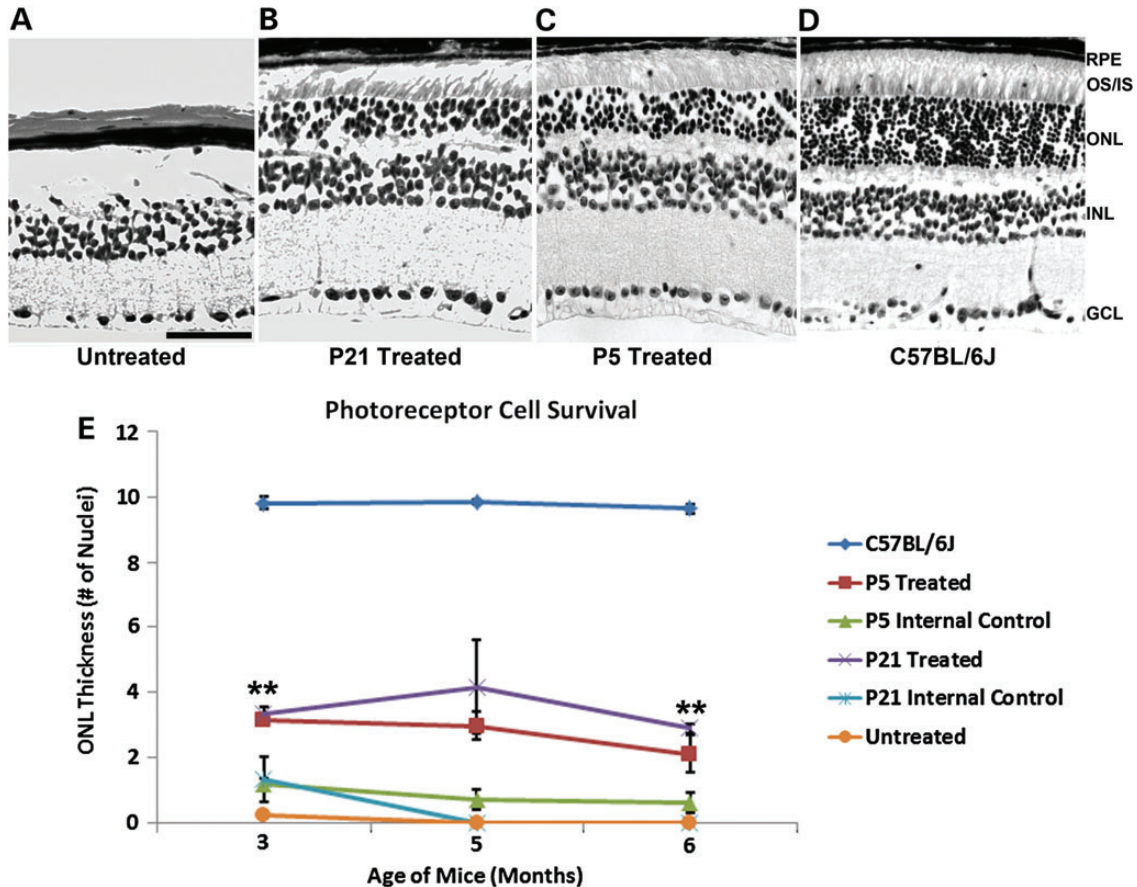 A
B
C
D
RPE
OS/IS
ONL
INL
GCL
Untreated
P21 Treated
P5 Treated
C57BL/6J
E
Photoreceptor Cell Survival
ONL Thickness (# of Nuclei)
12
10
8
6
4
2
0
**
**
3
5
6
Age of Mice (Months)
C57BL/6J
P5 Treated
P5 Internal Control
P21 Treated
P21 Internal Control
Untreated